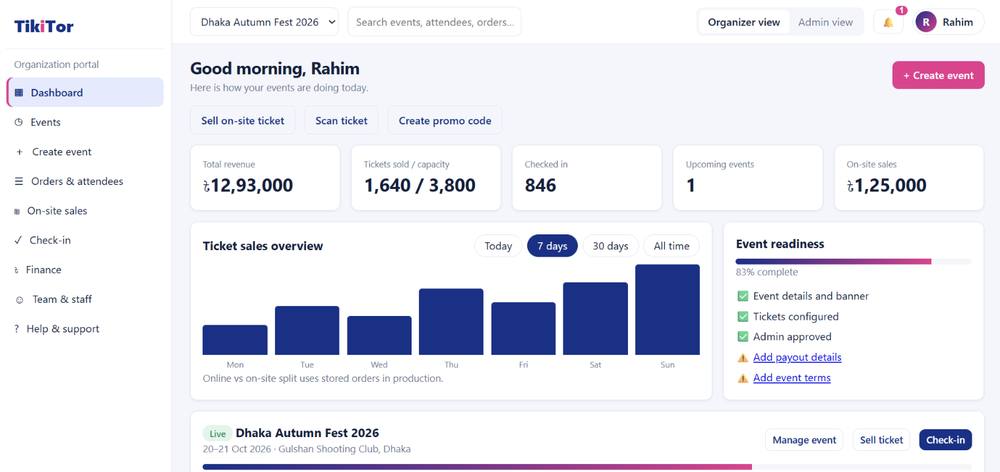 TikiTor
Dhaka Autumn Fest 2026
Search events, attendees, orders...
Organizer view
Admin view
1
R
Rahim
Organization portal
Dashboard
Events
+ Create event
Orders & attendees
On-site sales
✓ Check-in
৳ Finance
Team & staff
? Help & support
Good morning, Rahim
Here is how your events are doing today.
+ Create event
Sell on-site ticket
Scan ticket
Create promo code
Total revenue
৳12,93,000
Tickets sold / capacity
1,640 / 3,800
Checked in
846
Upcoming events
1
On-site sales
৳1,25,000
Ticket sales overview
Today
7 days
30 days
All time
Mon
Tue
Wed
Thu
Fri
Sat
Sun
Online vs on-site split uses stored orders in production.
Event readiness
83% complete
Event details and banner
Tickets configured
Admin approved
Add payout details
Add event terms
Live
Dhaka Autumn Fest 2026
20–21 Oct 2026 · Gulshan Shooting Club, Dhaka
Manage event
Sell ticket
Check-in